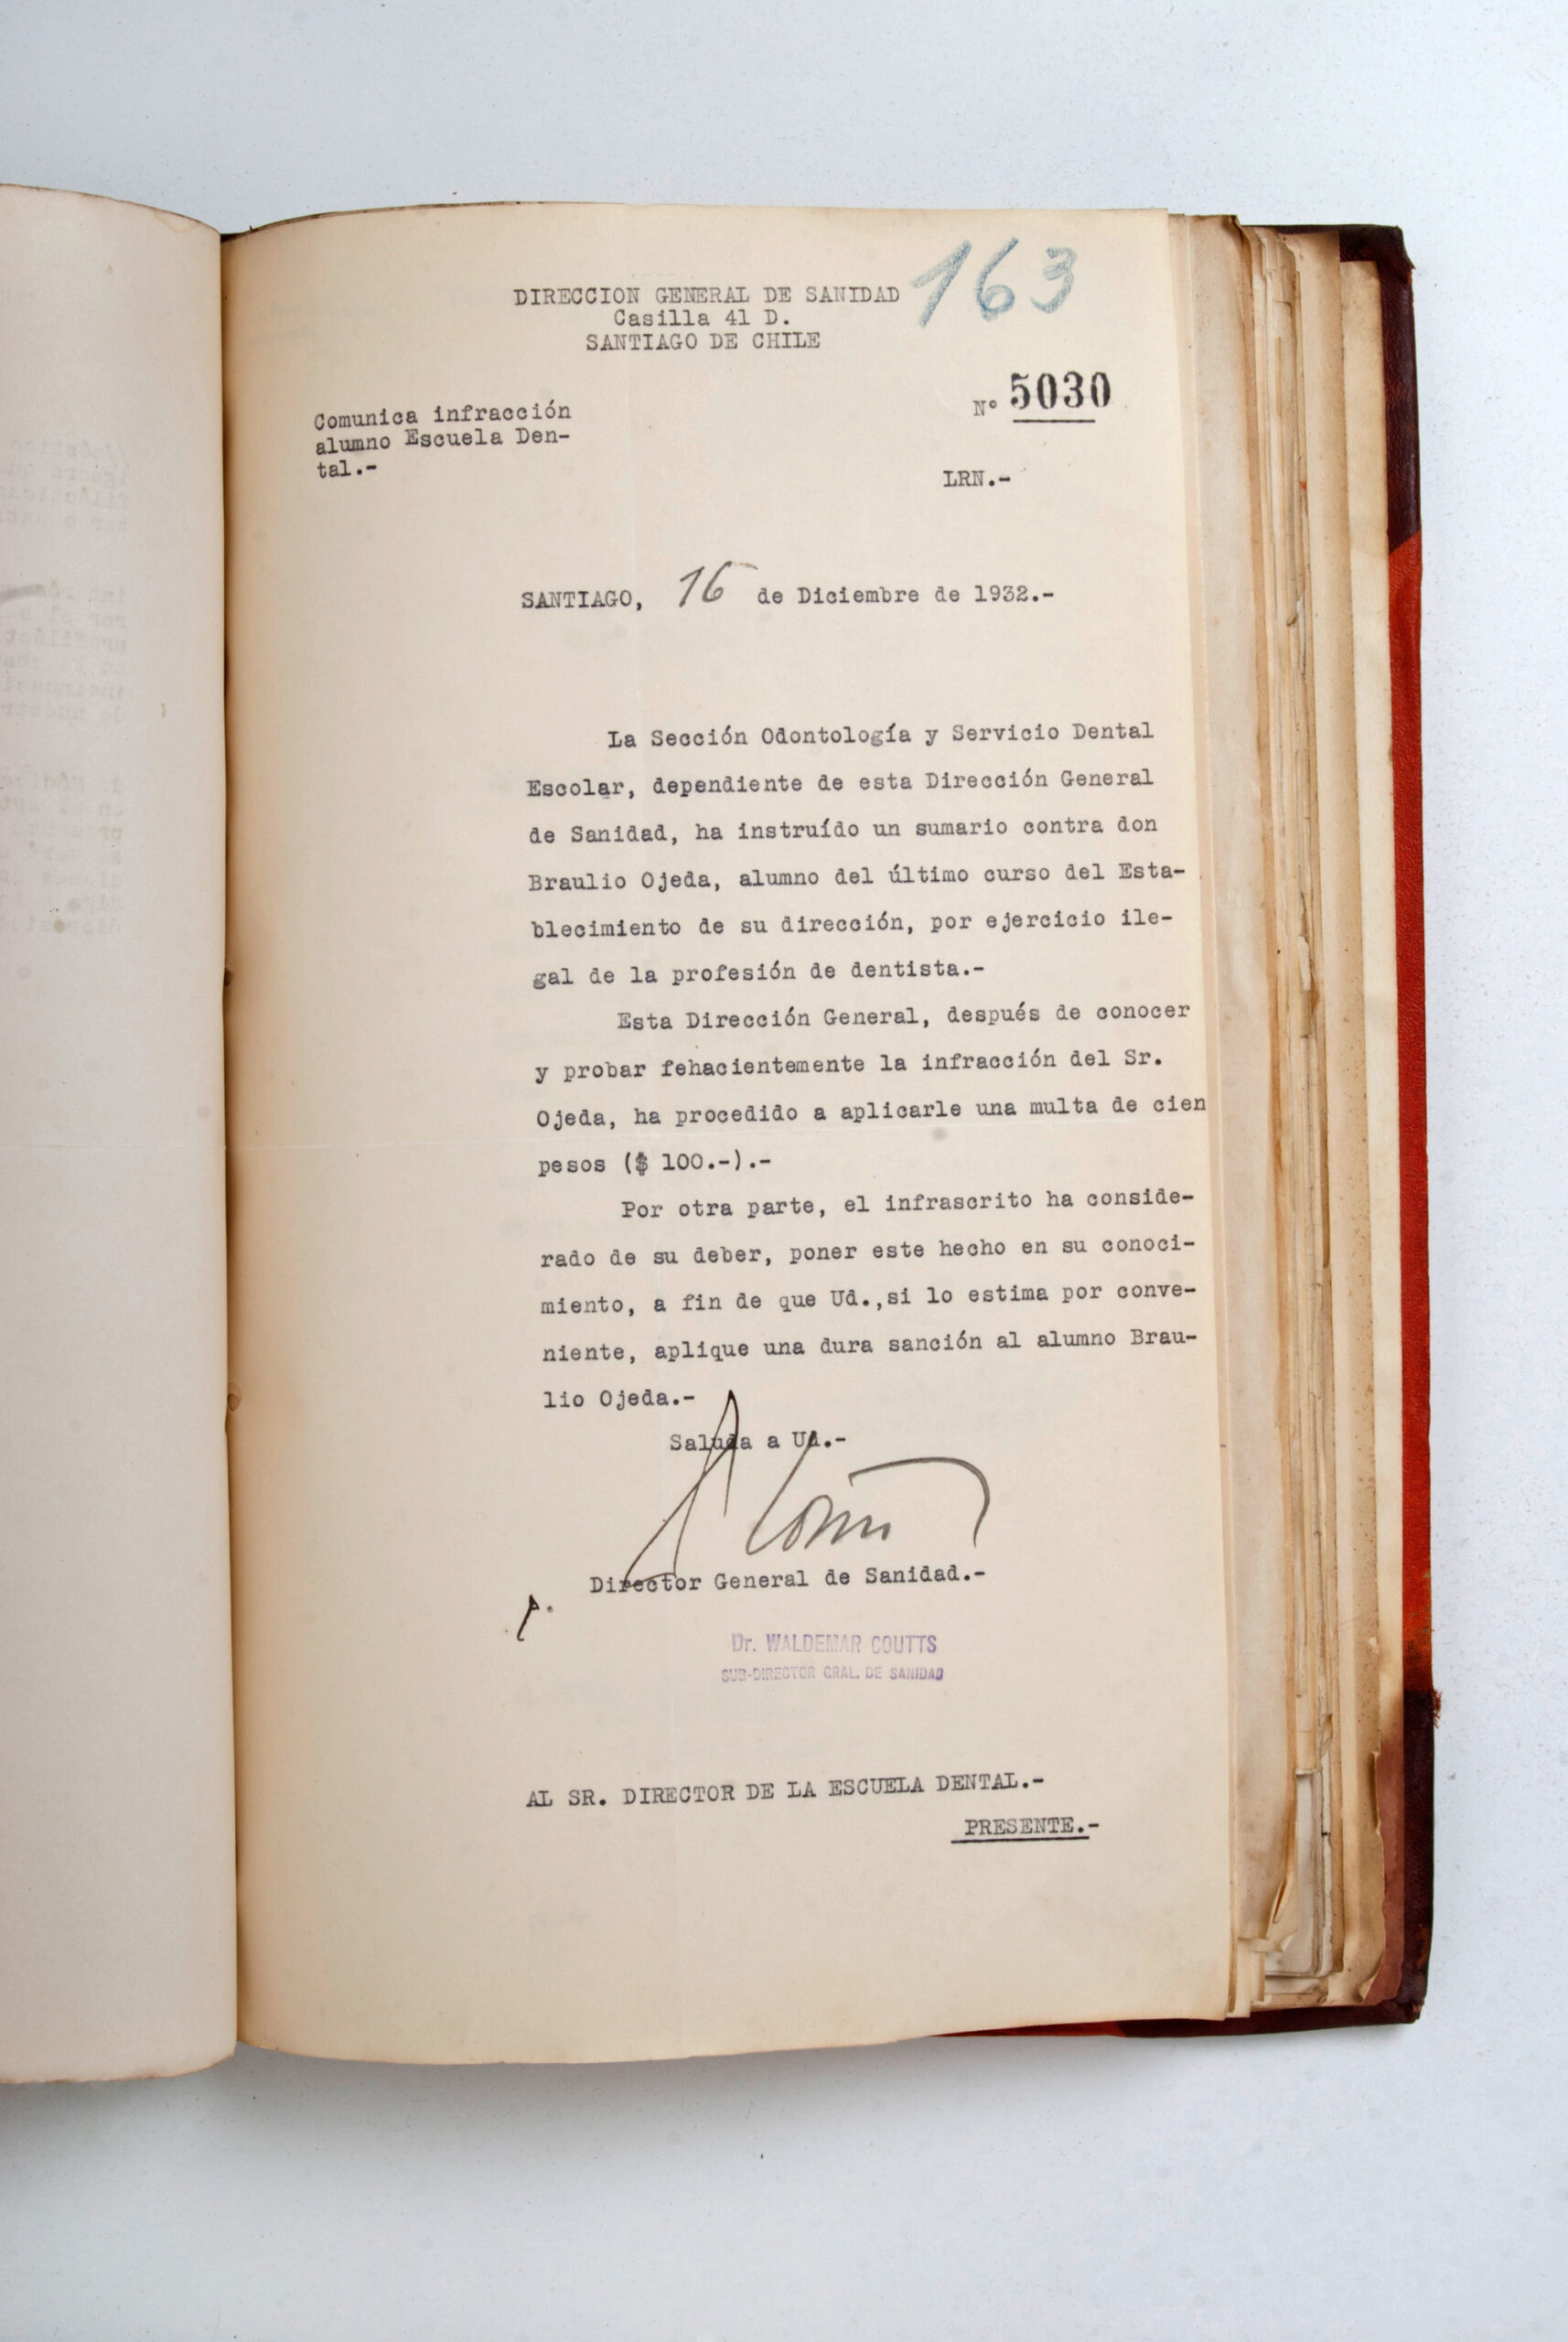 163
DIRECCION GENERAL DE SANIDAD
Casilla 41 D.
SANTIAGO DE CHILE
N° 5030
Comunica infracción
alumno Escuela Den-
tal.-
LRN.-
SANTIAGO, 16 de Diciembre de 1932.-
La Sección Odontología y Servicio Dental
Escolar, dependiente de esta Dirección General
de Sanidad, ha instruído un sumario contra don
Braulio Ojeda, alumno del último curso del Esta-
blecimiento de su dirección, por ejercicio ile-
gal de la profesión de dentista.-
Esta Dirección General, después de conocer
y probar fehacientemente la infracción del Sr.
Ojeda, ha procedido a aplicarle una multa de cien
pesos ($ 100.-).-
Por otra parte, el infrascrito ha conside-
rado de su deber, poner este hecho en su conoci-
miento, a fin de que Ud.,si lo estima por conve-
niente, aplique una dura sanción al alumno Brau-
lio Ojeda.-
Saluda a Ud.-
Director General de Sanidad.-
Dr. WALDEMAR COUTTS
SUB-DIRECTOR GRAL. DE SANIDAD
AL SR. DIRECTOR DE LA ESCUELA DENTAL.-
PRESENTE.-